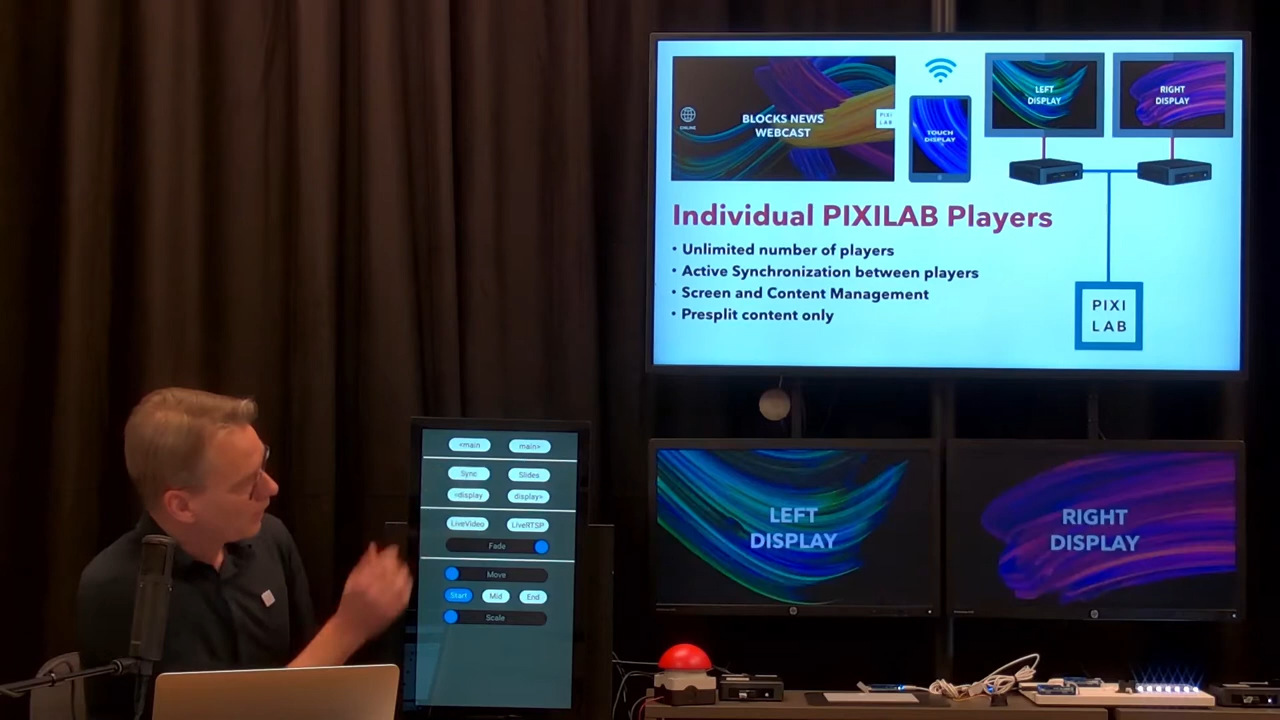 ONLINE
BLOCKS NEWS
WEBCAST
PIXI
LAB
TOUCH
DISPLAY
LEFT
DISPLAY
RIGHT
DISPLAY
Individual PIXILAB Players
• Unlimited number of players
• Active Synchronization between players
• Screen and Content Management
• Presplit content only
PIXI
LAB
<main main>
Sync Slides
<display display>
LiveVideo LiveRTSP
Fade
Move
Start Mid End
Scale
LEFT
DISPLAY
RIGHT
DISPLAY
hp
hp